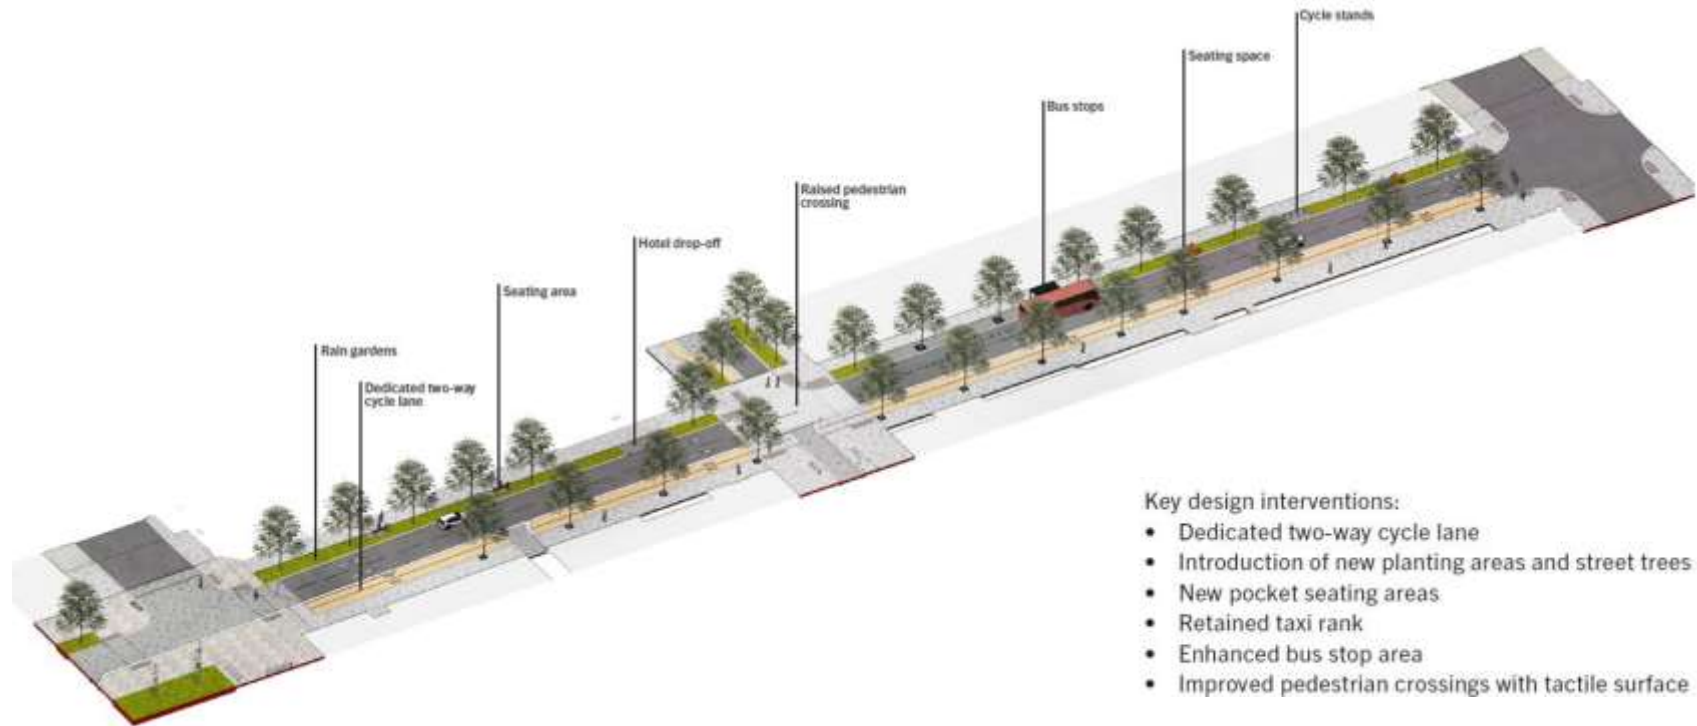 Cycle stands
Seating space
Bus stops
Raised pedestrian
crossing
Hotel drop-off
Seating area
Rain gardens
Dedicated two-way
cycle lane
Key design interventions:
• Dedicated two-way cycle lane
• Introduction of new planting areas and street trees
• New pocket seating areas
• Retained taxi rank
• Enhanced bus stop area
• Improved pedestrian crossings with tactile surface